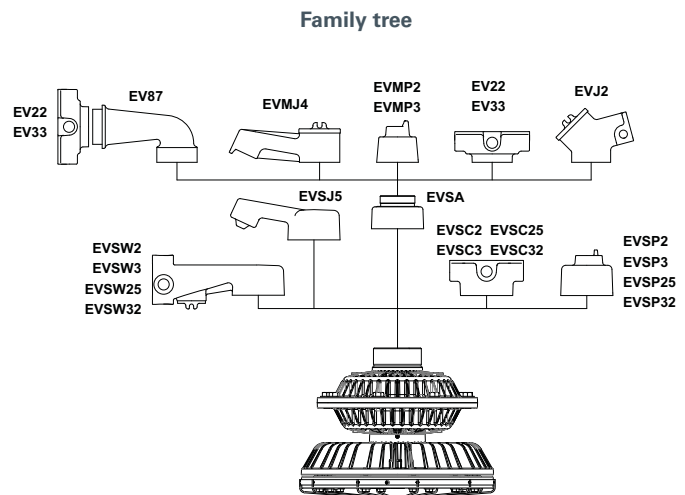 Family tree
EV22
EV33
EV87
EVMJ4
EVMP2
EVMP3
EV22
EV33
EVJ2
EVSJ5
EVSA
EVSW2
EVSW3
EVSW25
EVSW32
EVSC2 EVSC25
EVSC3 EVSC32
EVSP2
EVSP3
EVSP25
EVSP32